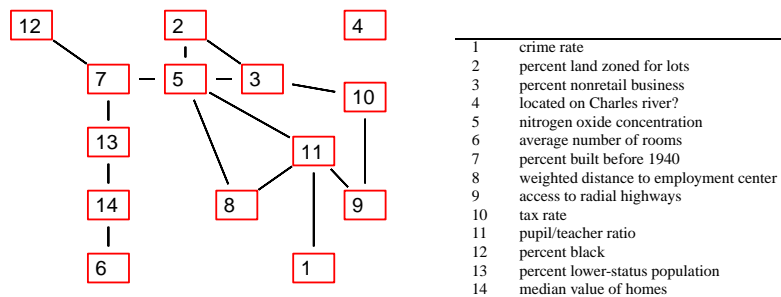 12
2
4
7
5
3
10
13
11
14
8
9
6
1
1 crime rate
2 percent land zoned for lots
3 percent nonretail business
4 located on Charles river?
5 nitrogen oxide concentration
6 average number of rooms
7 percent built before 1940
8 weighted distance to employment center
9 access to radial highways
10 tax rate
11 pupil/teacher ratio
12 percent black
13 percent lower-status population
14 median value of homes